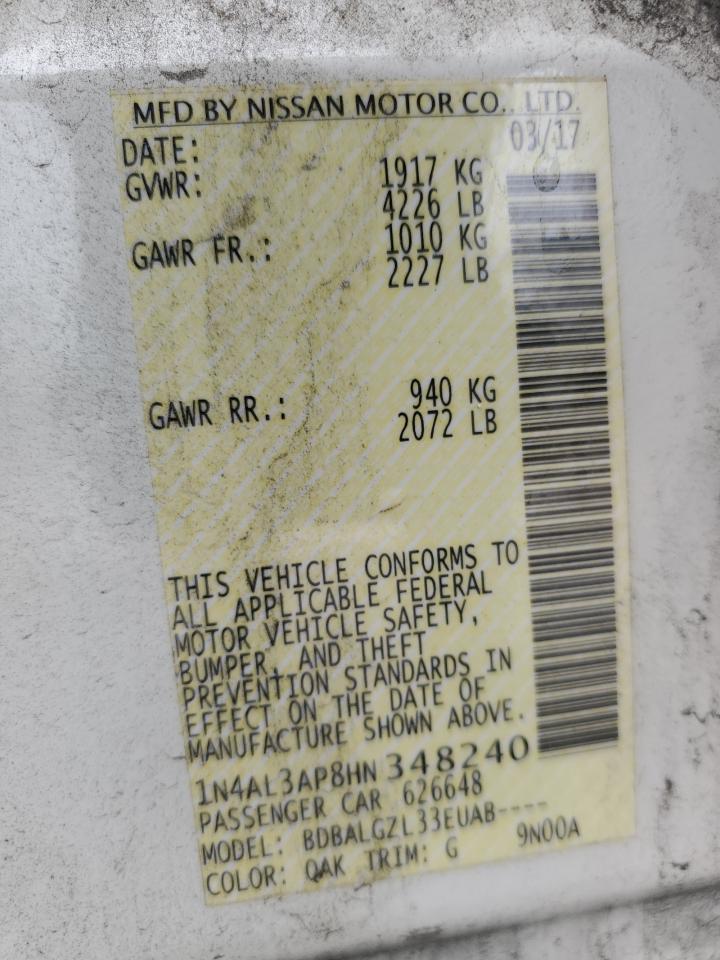 MFD BY NISSAN MOTOR CO., LTD.
DATE: 03/17
GVWR: 1917 KG
4226 LB
GAWR FR.: 1010 KG
2227 LB
GAWR RR.: 940 KG
2072 LB
THIS VEHICLE CONFORMS TO
ALL APPLICABLE FEDERAL
MOTOR VEHICLE SAFETY,
BUMPER, AND THEFT
PREVENTION STANDARDS IN
EFFECT ON THE DATE OF
MANUFACTURE SHOWN ABOVE.
1N4AL3AP8HN348240
PASSENGER CAR 626648
MODEL: BDBALGZL33EUAB----
COLOR: QAK TRIM: G 9N00A